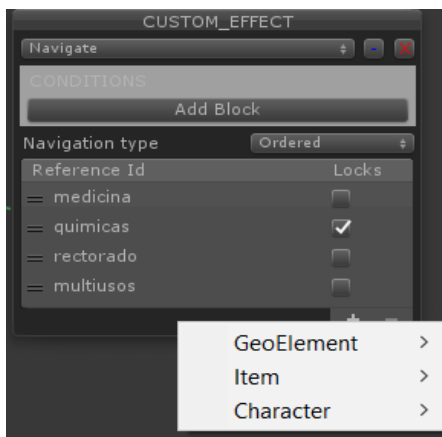 CUSTOM_EFFECT
Navigate
CONDITIONS
Add Block
Navigation type Ordered
Reference Id Locks
medicina
quimicas
rectorado
multiusos
GeoElement
Item
Character